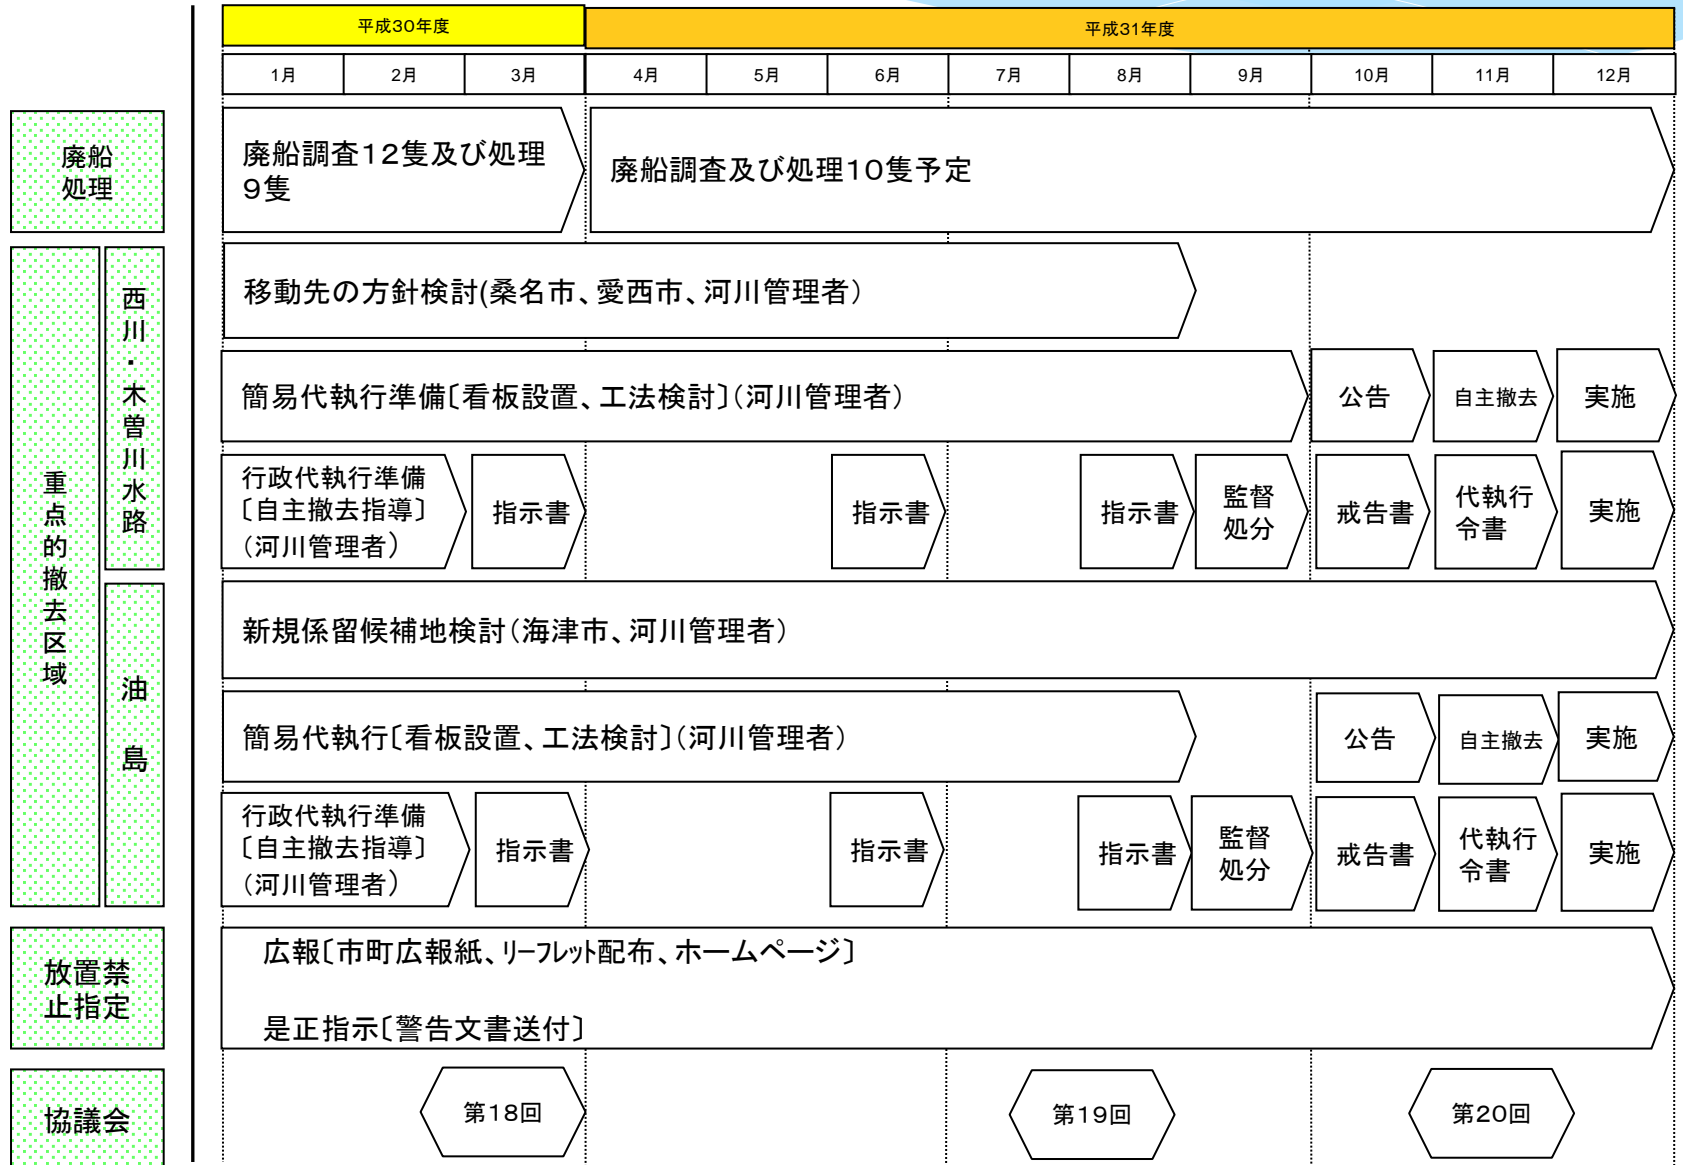 平成30年度
平成31年度
1月
2月
3月
4月
5月
6月
7月
8月
9月
10月
11月
12月
廃船
処理
廃船調査12隻及び処理
9隻
廃船調査及び処理10隻予定
重点的撤去区域
西川・木曽川水路
移動先の方針検討(桑名市、愛西市、河川管理者)
簡易代執行準備〔看板設置、工法検討〕(河川管理者)
公告
自主撤去
実施
行政代執行準備
〔自主撤去指導〕
(河川管理者)
指示書
指示書
指示書
監督
処分
戒告書
代執行
令書
実施
油島
新規係留候補地検討(海津市、河川管理者)
簡易代執行〔看板設置、工法検討〕(河川管理者)
公告
自主撤去
実施
行政代執行準備
〔自主撤去指導〕
(河川管理者)
指示書
指示書
指示書
監督
処分
戒告書
代執行
令書
実施
放置禁
止指定
広報〔市町広報紙、リーフレット配布、ホームページ〕
是正指示〔警告文書送付〕
協議会
第18回
第19回
第20回